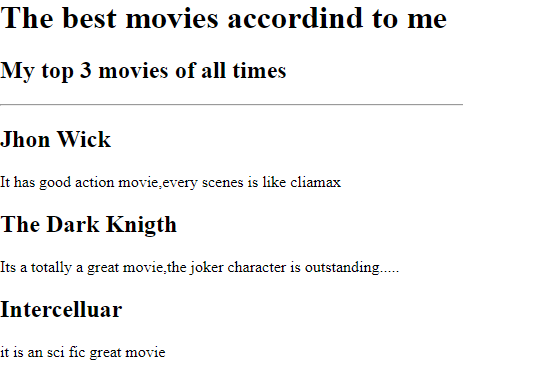 The best movies accordind to me
My top 3 movies of all times
Jhon Wick
It has good action movie,every scenes is like cliamax
The Dark Knigth
Its a totally a great movie,the joker character is outstanding.....
Intercelluar
it is an sci fic great movie